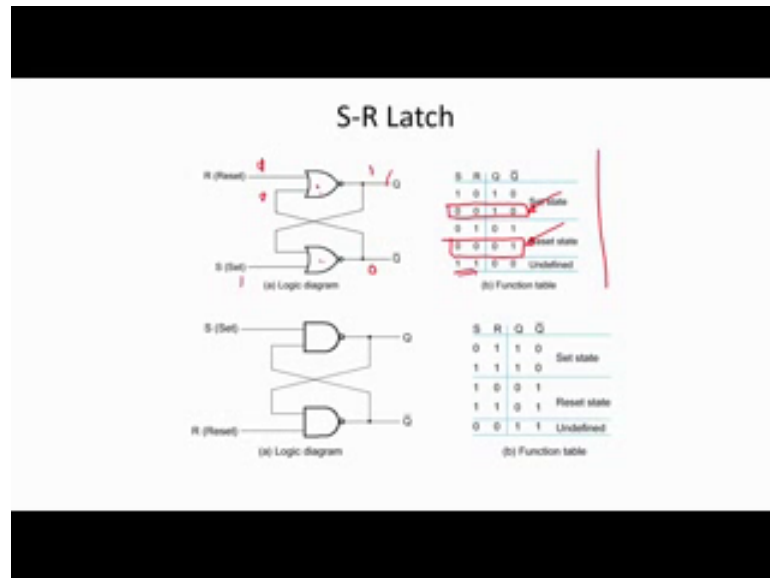 S-R Latch
R (Reset)
Q
S (Set)
Q̅
(a) Logic diagram
S R Q Q̅
1 0 1 0
0 0 1 0
Set state
0 1 0 1
0 0 0 1
Reset state
1 1 0 0 Undefined
(b) Function table
S (Set)
Q
R (Reset)
Q̅
(a) Logic diagram
S R Q Q̅
0 1 1 0
Set state
1 1 1 0
1 0 0 1
Reset state
1 1 0 1
0 0 1 1 Undefined
(b) Function table